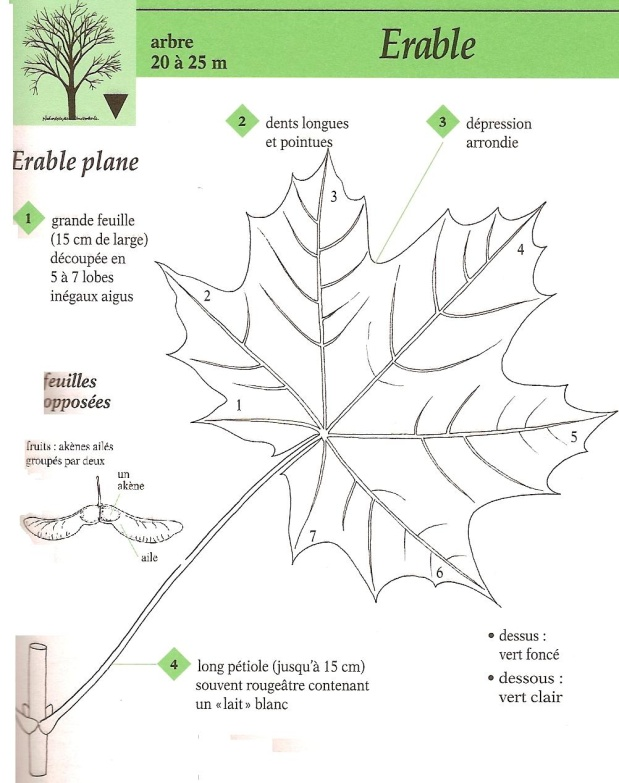 arbre
20 à 25 m
Erable
Erable plane
1
grande feuille
(15 cm de large)
découpée en
5 à 7 lobes
inégaux aigus
2
dents longues
et pointues
3
dépression
arrondie
1
2
3
4
5
6
7
feuilles
opposées
fruits : akènes ailés
groupés par deux
un
akène
aile
4
long pétiole (jusqu'à 15 cm)
souvent rougeâtre contenant
un « lait » blanc
• dessus :
vert foncé
• dessous :
vert clair